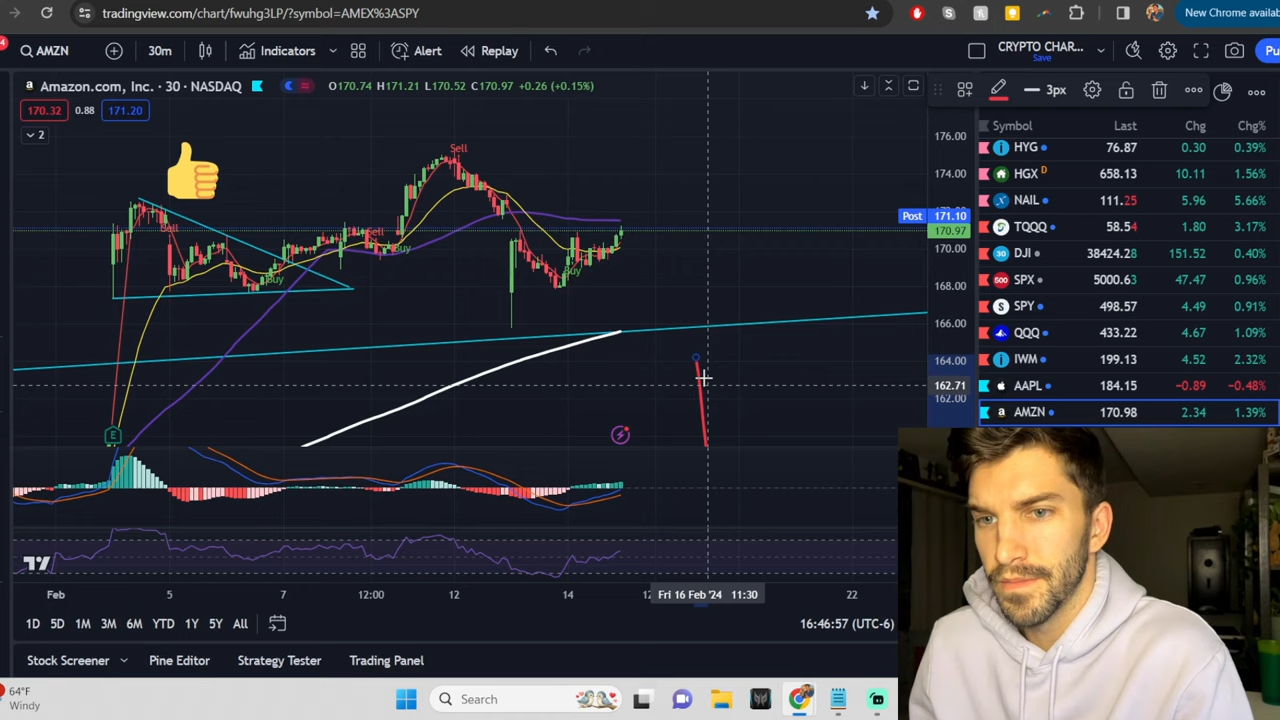 tradingview.com/chart/fwuhg3LP/?symbol=AMEX%3ASPY
New Chrome availab
AMZN 30m Indicators Alert Replay CRYPTO CHAR... Save Pu
Amazon.com, Inc. · 30 · NASDAQ O170.74 H171.21 L170.52 C170.97 +0.26 (+0.15%)
3px
170.32 0.88 171.20
2
Symbol Last Chg Chg%
HYG 76.87 0.30 0.39%
HGX D 658.13 10.11 1.56%
NAIL 111.25 5.96 5.66%
TQQQ 58.54 1.80 3.17%
DJI 38424.28 151.52 0.40%
SPX 5000.63 47.47 0.96%
SPY 498.57 4.49 0.91%
QQQ 433.22 4.67 1.09%
IWM 199.13 4.52 2.32%
AAPL 184.15 -0.89 -0.48%
AMZN 170.98 2.34 1.39%
176.00
174.00
Post 171.10
170.97
170.00
168.00
166.00
164.00
162.71
162.00
Sell
Sell
Sell
Buy
Buy
Buy
E
Feb 5 7 12:00 12 14 Fri 16 Feb '24 11:30 22
1D 5D 1M 3M 6M YTD 1Y 5Y All 16:46:57 (UTC-6)
Stock Screener Pine Editor Strategy Tester Trading Panel
64°F
Windy
Search